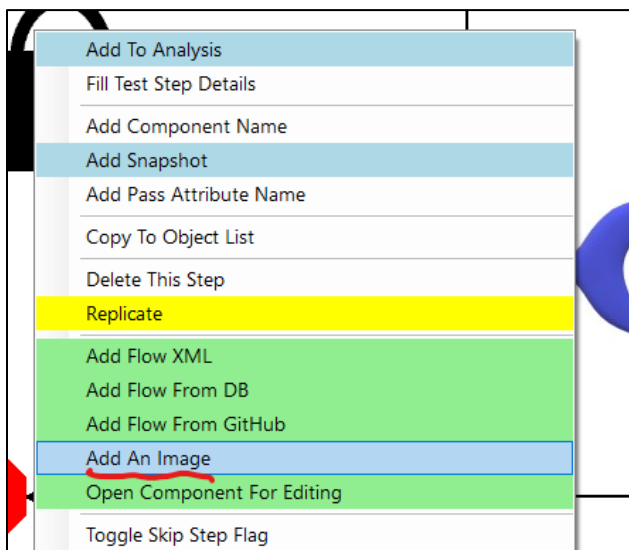 Add To Analysis
Fill Test Step Details
Add Component Name
Add Snapshot
Add Pass Attribute Name
Copy To Object List
Delete This Step
Replicate
Add Flow XML
Add Flow From DB
Add Flow From GitHub
Add An Image
Open Component For Editing
Toggle Skip Step Flag